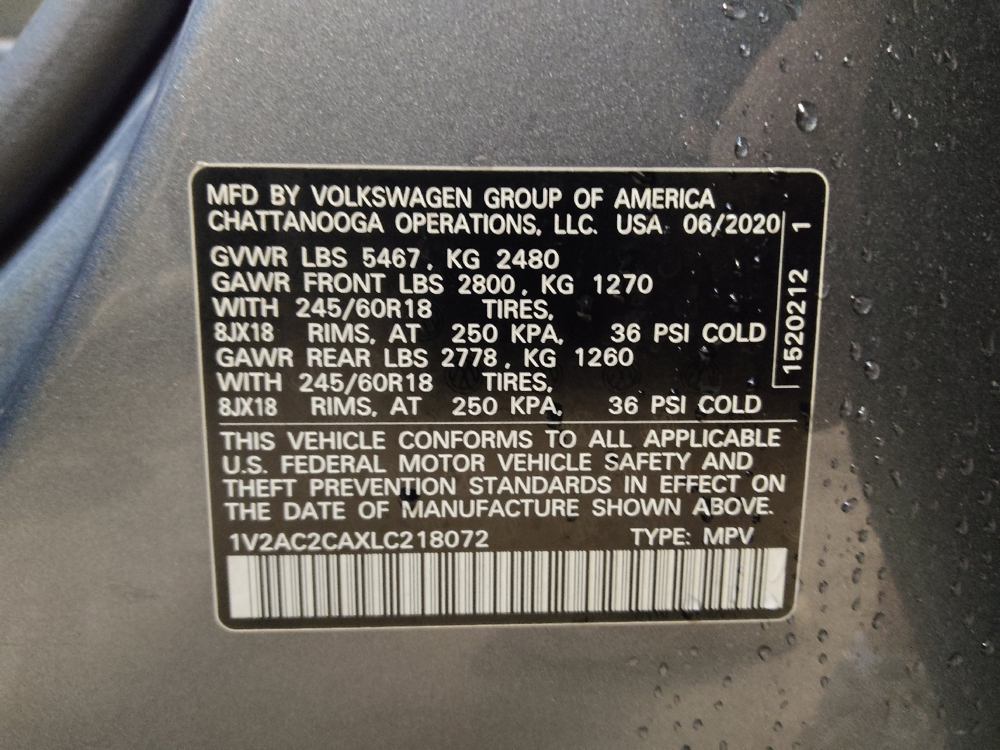 MFD BY VOLKSWAGEN GROUP OF AMERICA
CHATTANOOGA OPERATIONS, LLC. USA 06/2020
GVWR LBS 5467, KG 2480
GAWR FRONT LBS 2800, KG 1270
WITH 245/60R18 TIRES,
8JX18 RIMS, AT 250 KPA, 36 PSI COLD
GAWR REAR LBS 2778, KG 1260
WITH 245/60R18 TIRES,
8JX18 RIMS, AT 250 KPA, 36 PSI COLD
1520212 1
THIS VEHICLE CONFORMS TO ALL APPLICABLE
U.S. FEDERAL MOTOR VEHICLE SAFETY AND
THEFT PREVENTION STANDARDS IN EFFECT ON
THE DATE OF MANUFACTURE SHOWN ABOVE.
1V2AC2CAXLC218072 TYPE: MPV